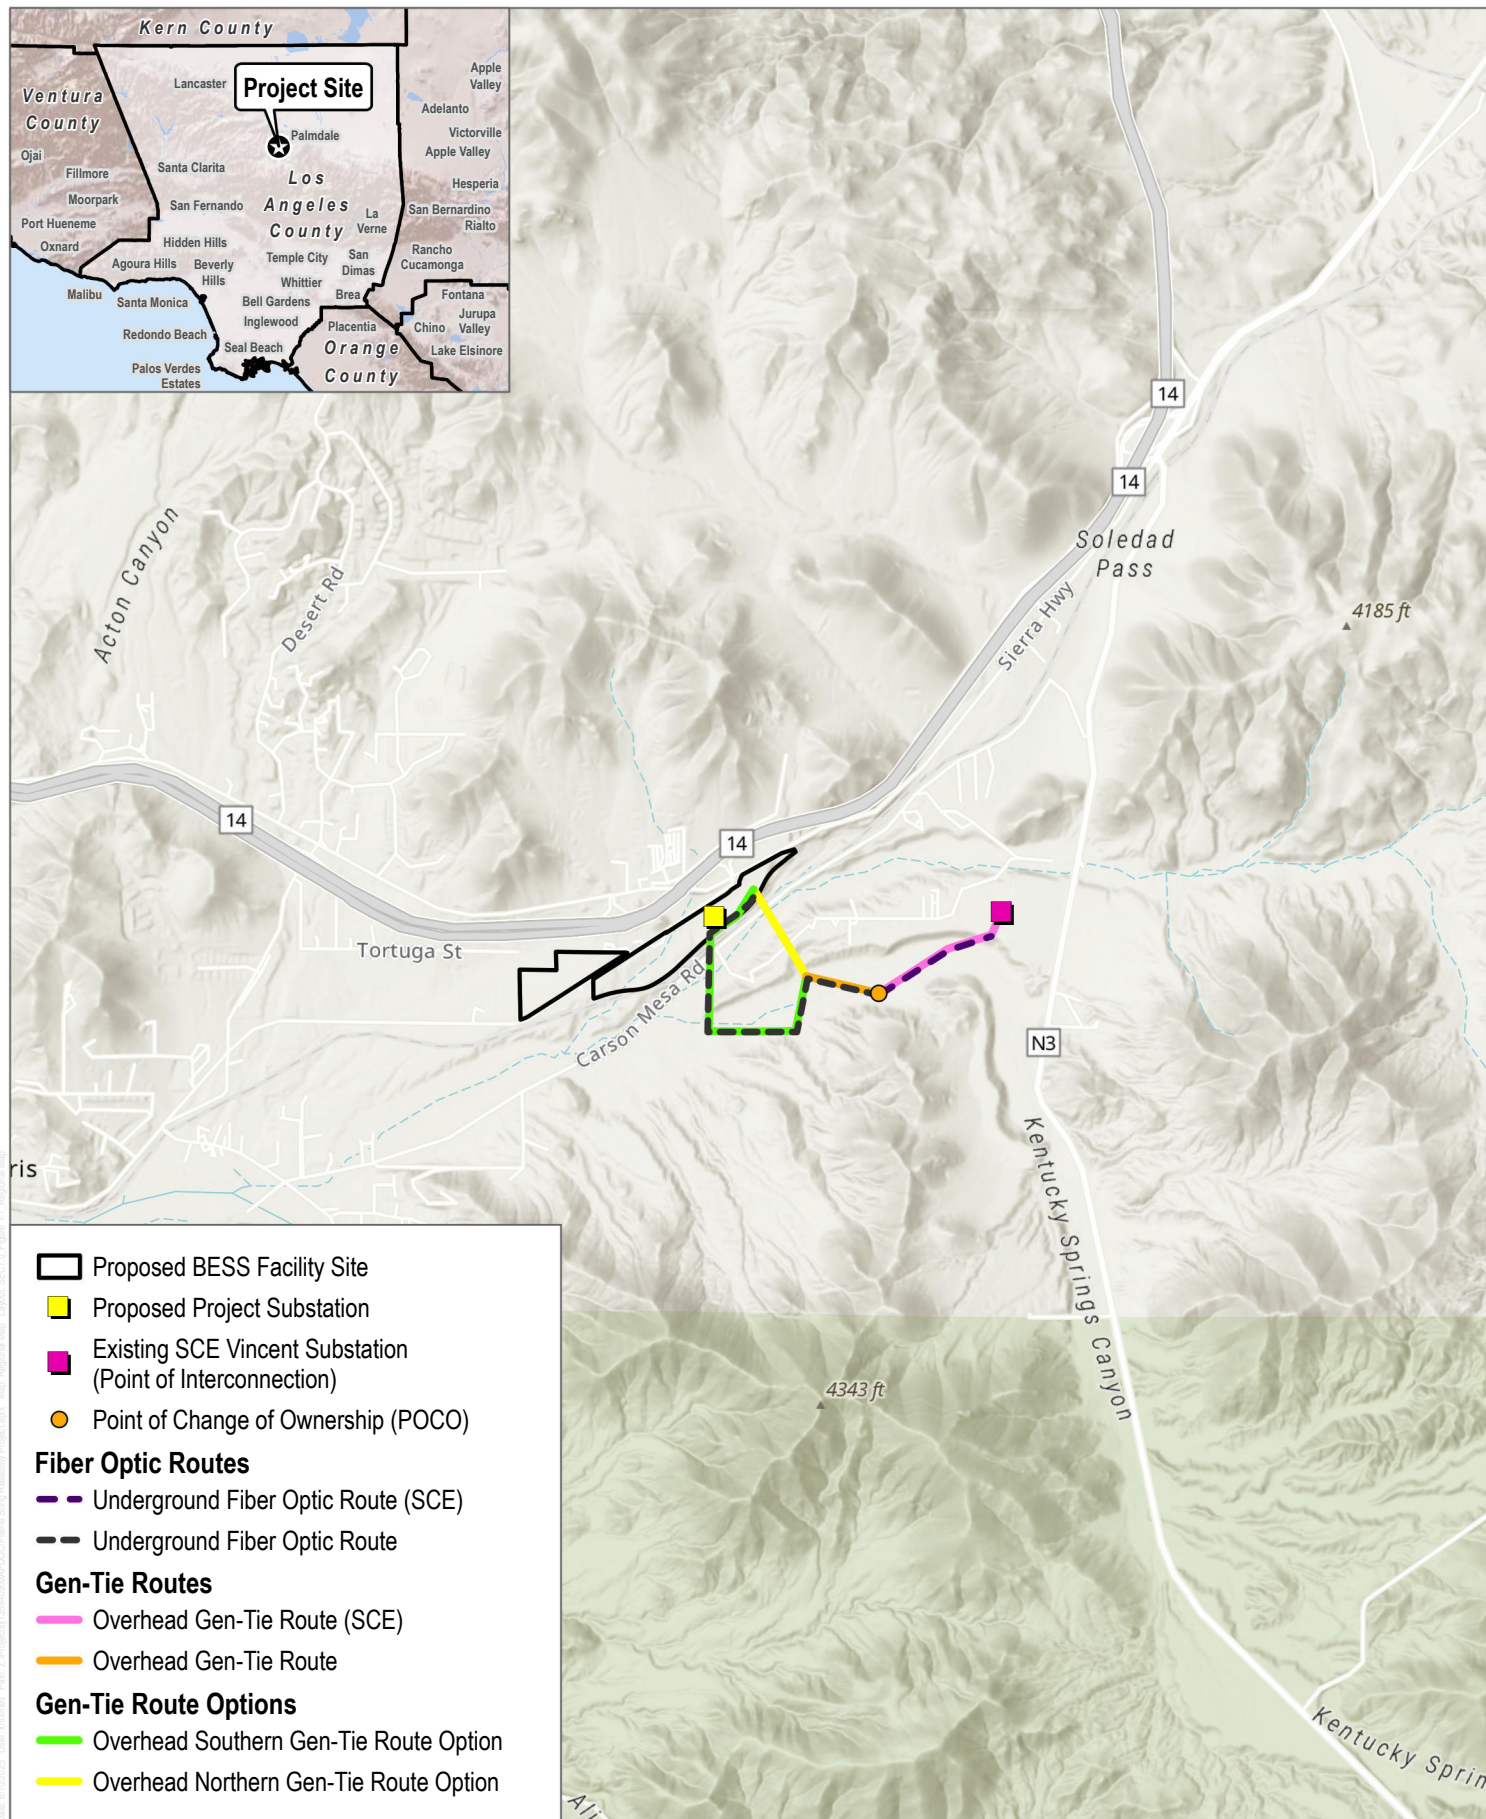 Kern County
Lancaster
Apple
Valley
Project Site
Ventura
County
Adelanto
Palmdale
Victorville
Apple Valley
Ojai
Santa Clarita
Fillmore
Los
Angeles
County
Hesperia
Moorpark
San Fernando
La
Verne
San Bernardino
Rialto
Port Hueneme
Oxnard
Hidden Hills
Agoura Hills
Beverly
Hills
Temple City
San
Dimas
Rancho
Cucamonga
Whittier
Malibu
Santa Monica
Bell Gardens
Brea
Fontana
Inglewood
Placentia
Chino
Jurupa
Valley
Redondo Beach
Seal Beach
Orange
County
Lake Elsinore
Palos Verdes
Estates
14
14
Soledad
Pass
Acton Canyon
Desert Rd
Sierra Hwy
4185 ft
14
14
Tortuga St
Carson Mesa Rd
N3
ris
Kentucky Springs Canyon
4343 ft
Kentucky Sprin
Ali
Proposed BESS Facility Site
Proposed Project Substation
Existing SCE Vincent Substation
(Point of Interconnection)
Point of Change of Ownership (POCO)
Fiber Optic Routes
Underground Fiber Optic Route (SCE)
Underground Fiber Optic Route
Gen-Tie Routes
Overhead Gen-Tie Route (SCE)
Overhead Gen-Tie Route
Gen-Tie Route Options
Overhead Southern Gen-Tie Route Option
Overhead Northern Gen-Tie Route Option